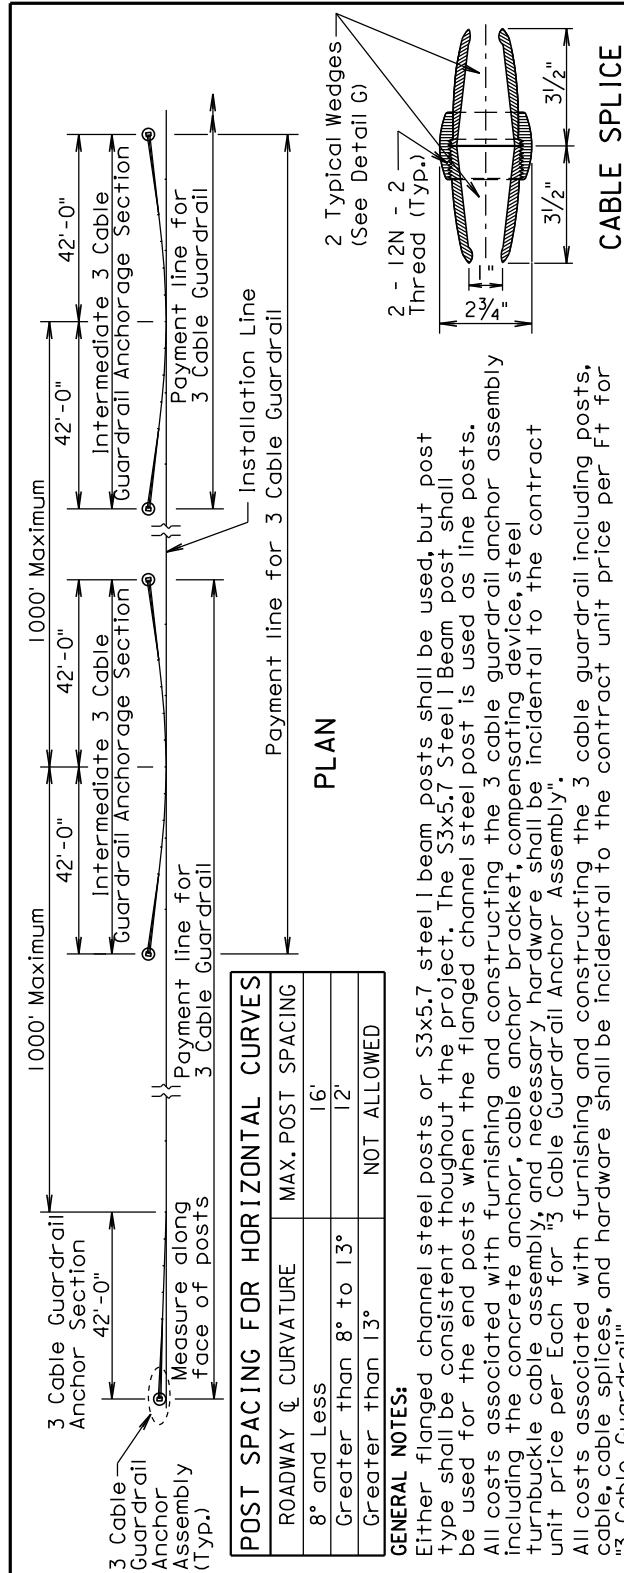 3 Cable Guardrail
Anchor Section
42'-0"
1000' Maximum
1000' Maximum
42'-0"
42'-0"
42'-0"
42'-0"
Intermediate 3 Cable
Guardrail Anchorage Section
Intermediate 3 Cable
Guardrail Anchorage Section
3 Cable
Guardrail
Anchor
Assembly
(Typ.)
Measure along
face of posts
Payment line for
3 Cable Guardrail
Payment line for
3 Cable Guardrail
Installation Line
Payment line for 3 Cable Guardrail
PLAN
POST SPACING FOR HORIZONTAL CURVES
ROADWAY ℄ CURVATURE MAX. POST SPACING
8° and Less 16'
Greater than 8° to 13° 12'
Greater than 13° NOT ALLOWED
2 Typical Wedges
(See Detail G)
2 - 12N - 2
Thread (Typ.)
1"
2¾"
3½"
3½"
CABLE SPLICE
GENERAL NOTES:
Either flanged channel steel posts or S3x5.7 steel I beam posts shall be used, but post
type shall be consistent thoughout the project. The S3x5.7 Steel I Beam post shall
be used for the end posts when the flanged channel steel post is used as line posts.
All costs associated with furnishing and constructing the 3 cable guardrail anchor assembly
including the concrete anchor, cable anchor bracket, compensating device, steel
turnbuckle cable assembly, and necessary hardware shall be incidental to the contract
unit price per Each for "3 Cable Guardrail Anchor Assembly".
All costs associated with furnishing and constructing the 3 cable guardrail including posts,
cable, cable splices, and hardware shall be incidental to the contract unit price per Ft for
"3 Cable Guardrail".